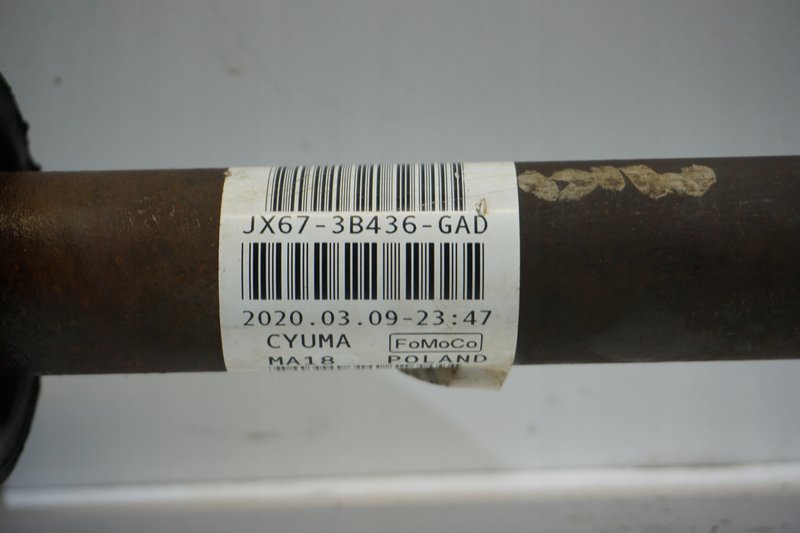 JX67-3B436-GAD
2020.03.09-23:47
CYUMA FoMoCo
MA18 POLAND